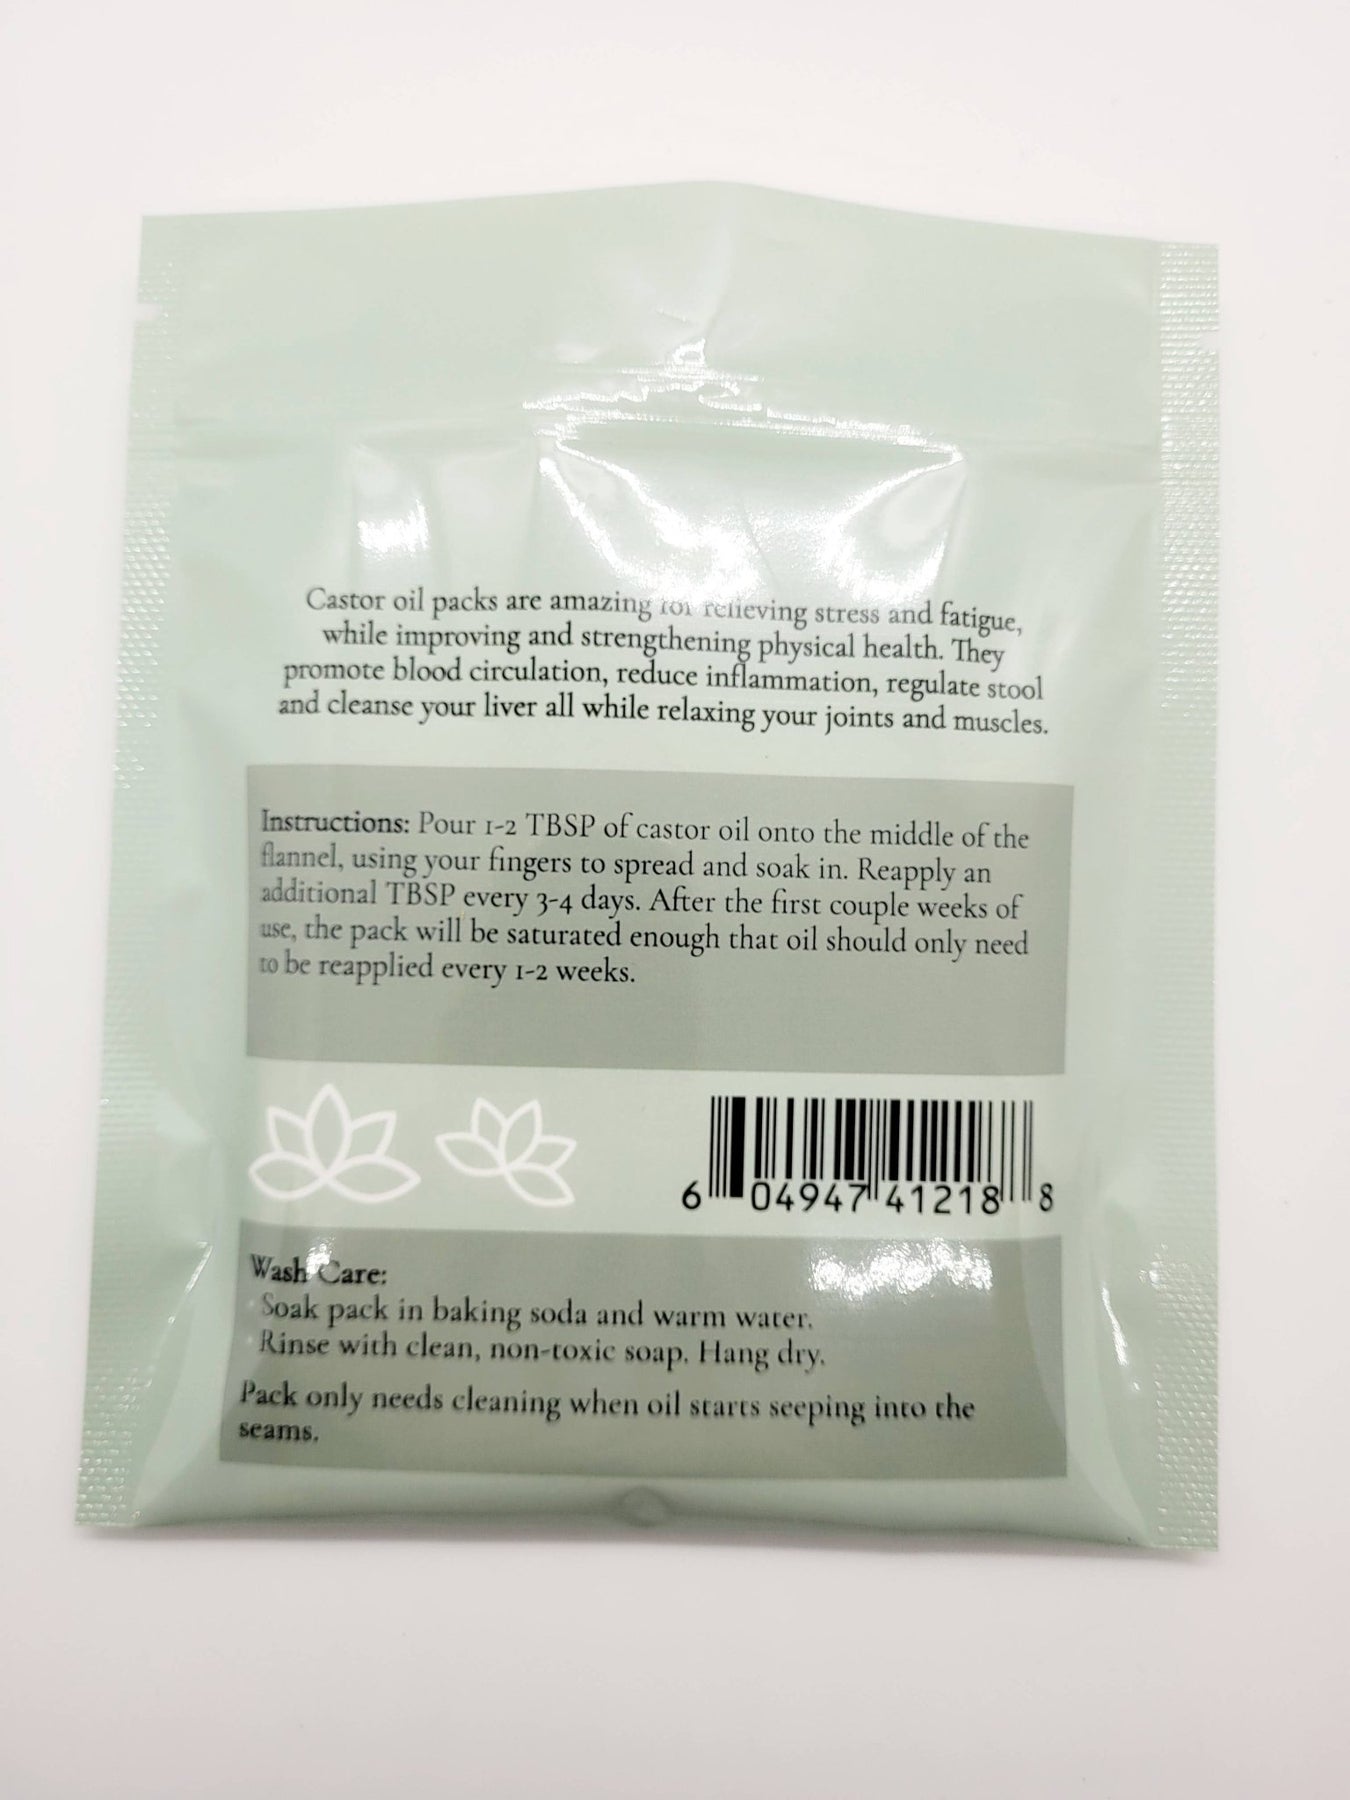 Castor oil packs are amazing for relieving stress and fatigue,
while improving and strengthening physical health. They
promote blood circulation, reduce inflammation, regulate stool
and cleanse your liver all while relaxing your joints and muscles.
Instructions: Pour 1-2 TBSP of castor oil onto the middle of the
flannel, using your fingers to spread and soak in. Reapply an
additional TBSP every 3-4 days. After the first couple weeks of
use, the pack will be saturated enough that oil should only need
to be reapplied every 1-2 weeks.
6 04947 41218 8
Wash Care:
Soak pack in baking soda and warm water.
Rinse with clean, non-toxic soap. Hang dry.
Pack only needs cleaning when oil starts seeping into the
seams.